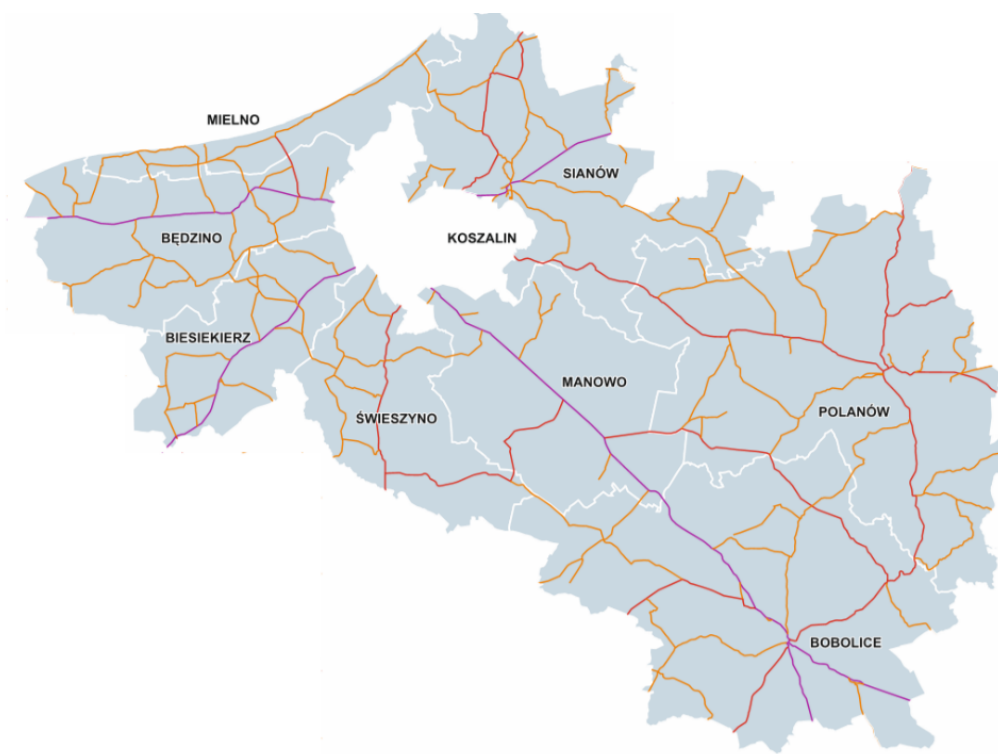 MIELNO
SIANÓW
BĘDZINO
KOSZALIN
BIESIEKIERZ
MANOWO
POLANÓW
ŚWIESZYNO
BOBOLICE